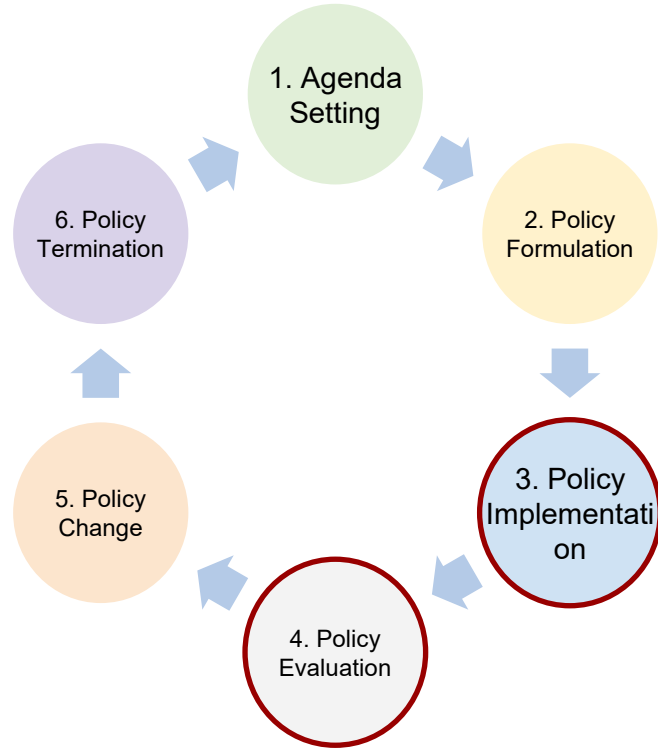 1. Agenda
Setting
2. Policy
Formulation
3. Policy
Implementati
on
4. Policy
Evaluation
5. Policy
Change
6. Policy
Termination